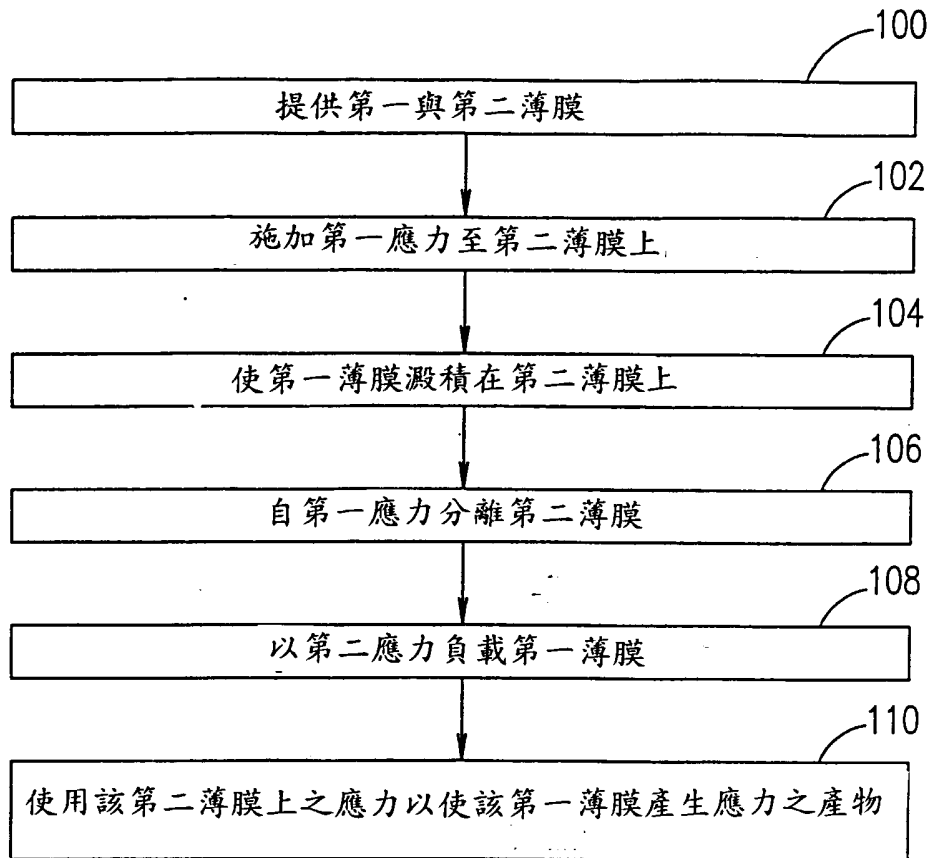 100
提供第一與第二薄膜
102
施加第一應力至第二薄膜上
104
使第一薄膜澱積在第二薄膜上
106
自第一應力分離第二薄膜
108
以第二應力負載第一薄膜
110
使用該第二薄膜上之應力以使該第一薄膜產生應力之產物